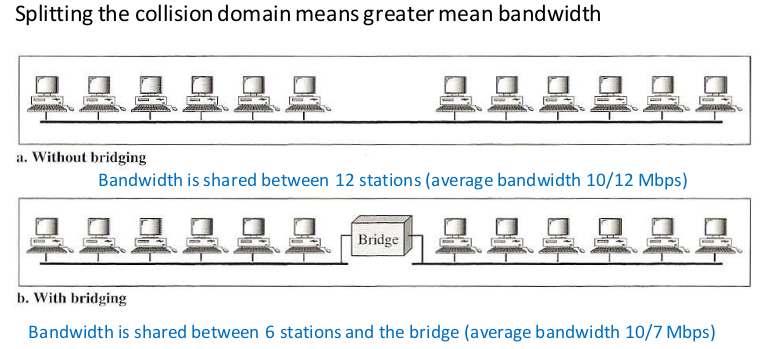 Splitting the collision domain means greater mean bandwidth
a. Without bridging
Bandwidth is shared between 12 stations (average bandwidth 10/12 Mbps)
Bridge
b. With bridging
Bandwidth is shared between 6 stations and the bridge (average bandwidth 10/7 Mbps)